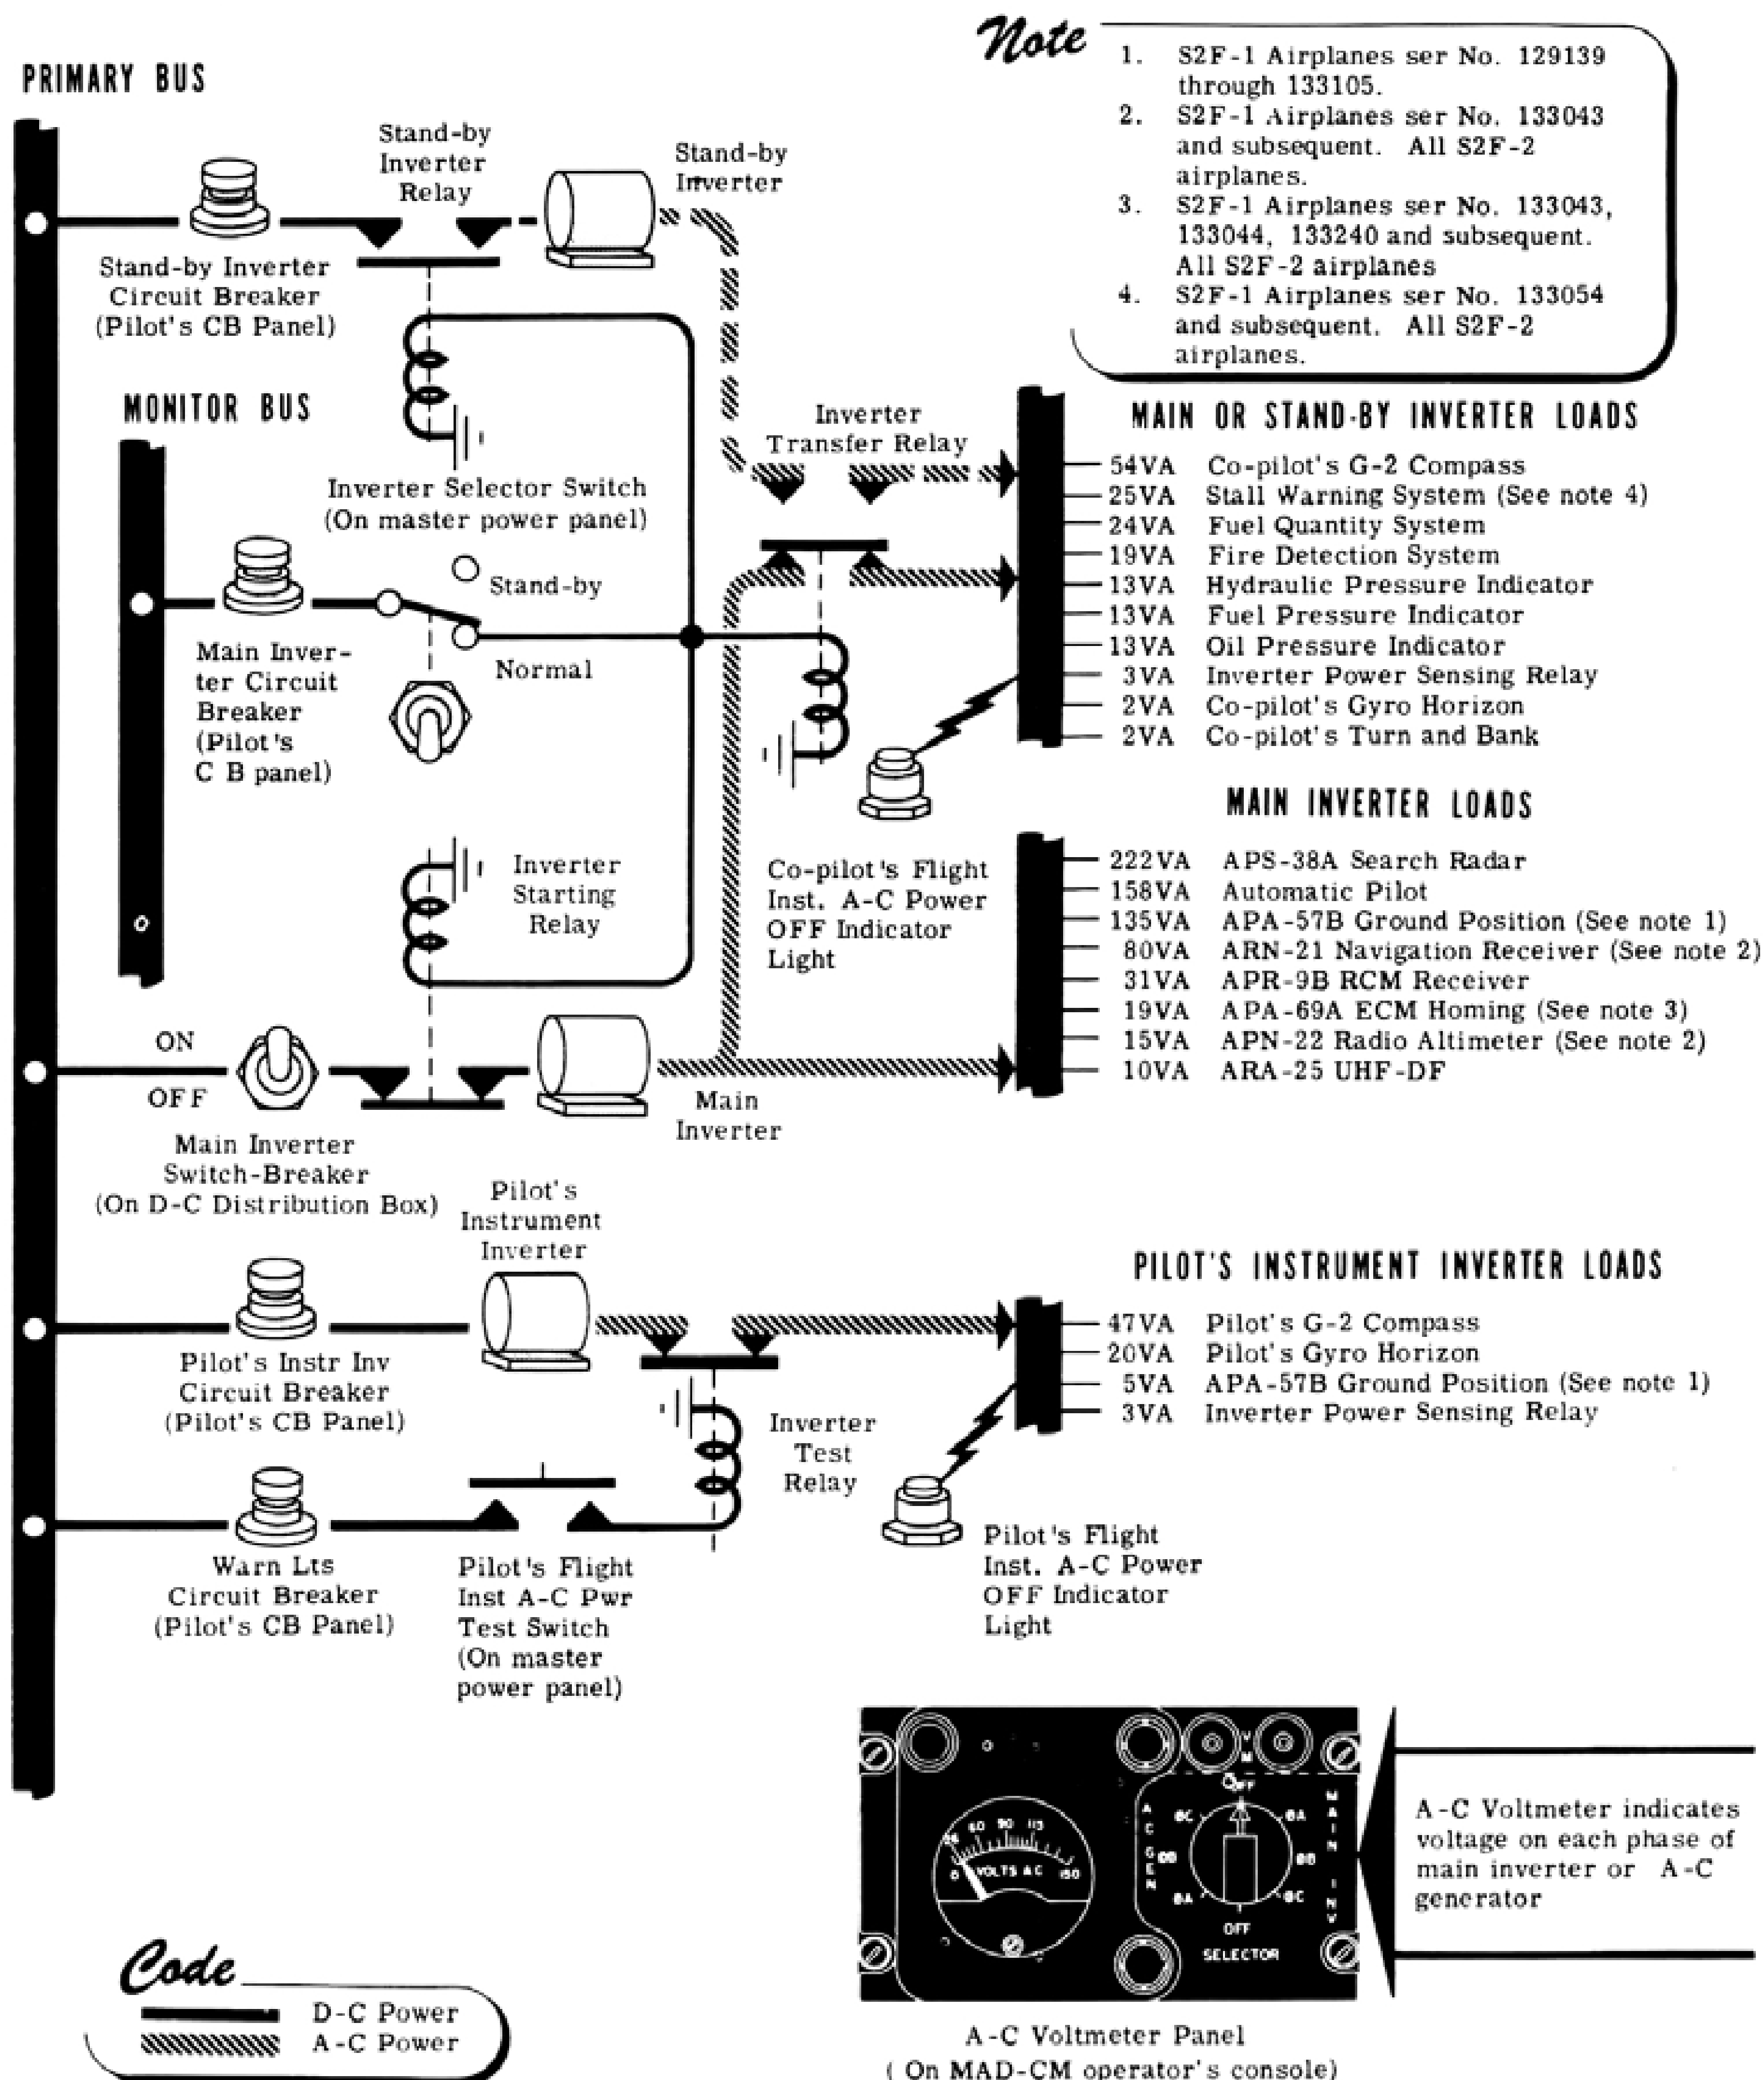 Note
1. S2F-1 Airplanes ser No. 129139
through 133105.
2. S2F-1 Airplanes ser No. 133043
and subsequent. All S2F-2
airplanes.
3. S2F-1 Airplanes ser No. 133043,
133044, 133240 and subsequent.
All S2F-2 airplanes
4. S2F-1 Airplanes ser No. 133054
and subsequent. All S2F-2
airplanes.
PRIMARY BUS
Stand-by
Inverter
Relay
Stand-by
Inverter
Stand-by Inverter
Circuit Breaker
(Pilot's CB Panel)
MONITOR BUS
Inverter Selector Switch
(On master power panel)
Stand-by
Normal
Main Inver-
ter Circuit
Breaker
(Pilot's
C B panel)
Inverter
Transfer Relay
MAIN OR STAND-BY INVERTER LOADS
54VA Co-pilot's G-2 Compass
25VA Stall Warning System (See note 4)
24VA Fuel Quantity System
19VA Fire Detection System
13VA Hydraulic Pressure Indicator
13VA Fuel Pressure Indicator
13VA Oil Pressure Indicator
3VA Inverter Power Sensing Relay
2VA Co-pilot's Gyro Horizon
2VA Co-pilot's Turn and Bank
Inverter
Starting
Relay
Co-pilot's Flight
Inst. A-C Power
OFF Indicator
Light
MAIN INVERTER LOADS
222VA APS-38A Search Radar
158VA Automatic Pilot
135VA APA-57B Ground Position (See note 1)
80VA ARN-21 Navigation Receiver (See note 2)
31VA APR-9B RCM Receiver
19VA APA-69A ECM Homing (See note 3)
15VA APN-22 Radio Altimeter (See note 2)
10VA ARA-25 UHF-DF
ON
OFF
Main Inverter
Switch-Breaker
(On D-C Distribution Box)
Main
Inverter
Pilot's
Instrument
Inverter
Pilot's Instr Inv
Circuit Breaker
(Pilot's CB Panel)
PILOT'S INSTRUMENT INVERTER LOADS
47VA Pilot's G-2 Compass
20VA Pilot's Gyro Horizon
5VA APA-57B Ground Position (See note 1)
3VA Inverter Power Sensing Relay
Inverter
Test
Relay
Warn Lts
Circuit Breaker
(Pilot's CB Panel)
Pilot's Flight
Inst A-C Pwr
Test Switch
(On master
power panel)
Pilot's Flight
Inst. A-C Power
OFF Indicator
Light
60 90 115
0 150
VOLTS AC
V M
OFF
AC GEN
ØC ØA
ØB ØB
ØA ØC
OFF
SELECTOR
MAIN INV
A-C Voltmeter indicates
voltage on each phase of
main inverter or A-C
generator
A-C Voltmeter Panel
( On MAD-CM operator's console)
Code
D-C Power
A-C Power